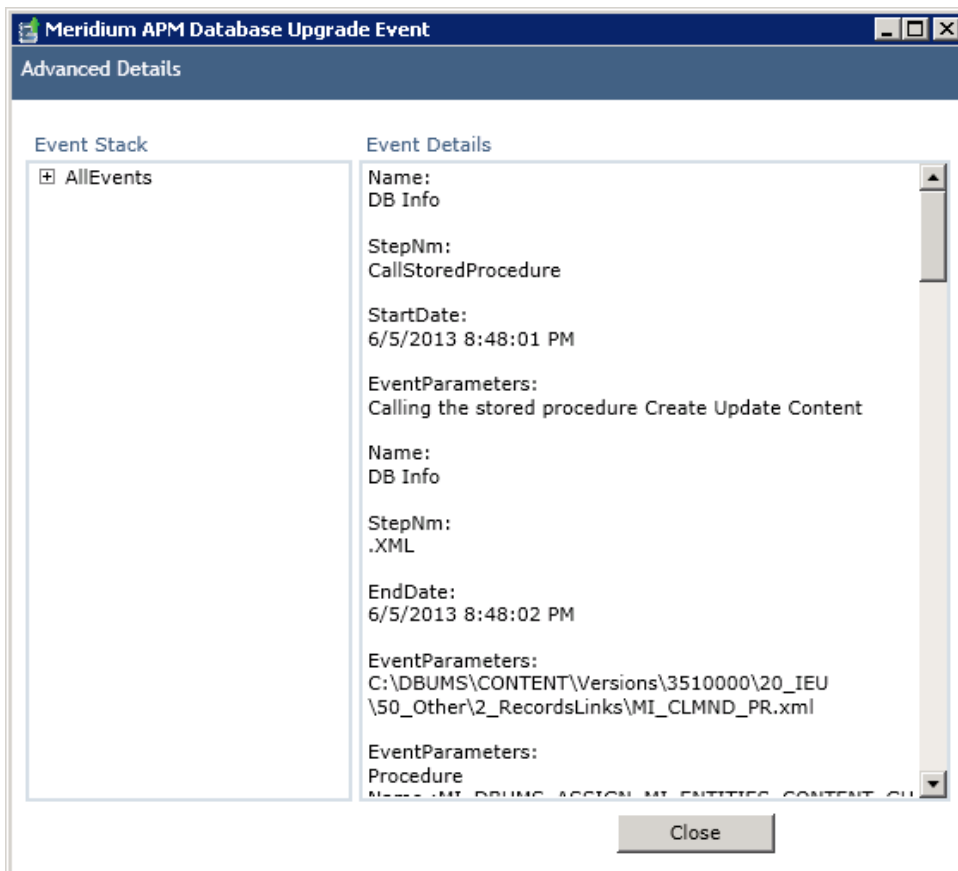 Meridium APM Database Upgrade Event
Advanced Details
Event Stack
AllEvents
Event Details
Name:
DB Info
StepNm:
CallStoredProcedure
StartDate:
6/5/2013 8:48:01 PM
EventParameters:
Calling the stored procedure Create Update Content
Name:
DB Info
StepNm:
.XML
EndDate:
6/5/2013 8:48:02 PM
EventParameters:
C:\DBUMS\CONTENT\Versions\3510000\20_IEU
\50_Other\2_RecordsLinks\MI_CLMND_PR.xml
EventParameters:
Procedure
Name :MI_DBUMS_ASSIGN_MI_ENTITIES_CONTENT_GU
Close